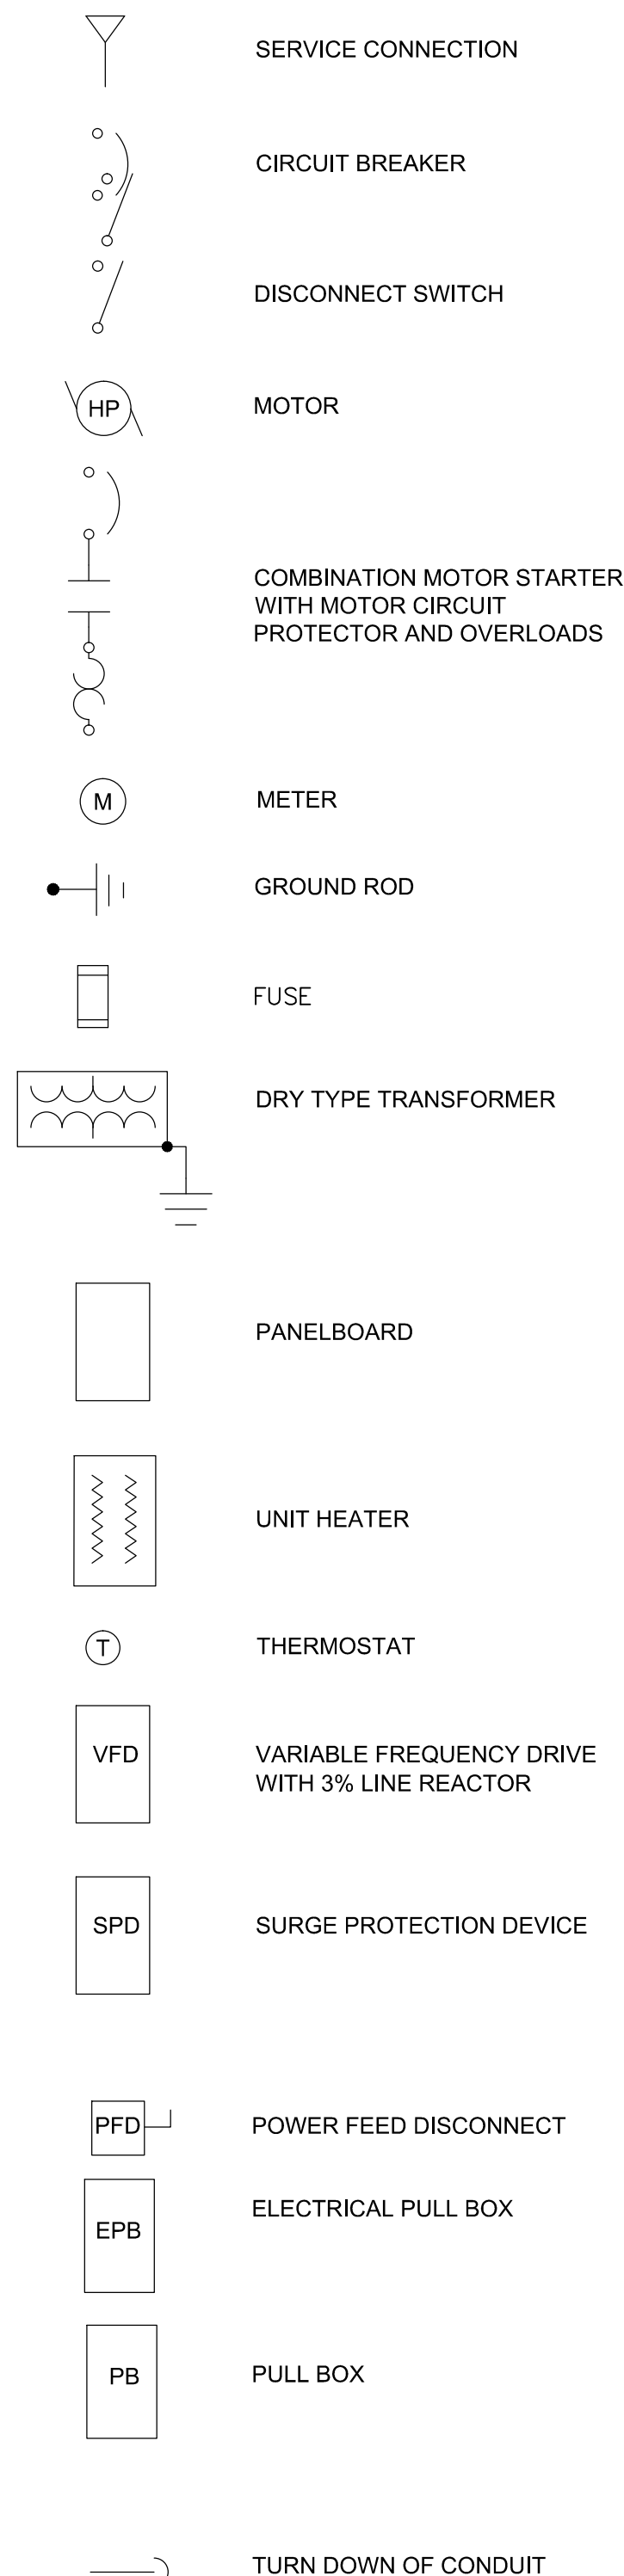 SERVICE CONNECTION
CIRCUIT BREAKER
DISCONNECT SWITCH
HP MOTOR
COMBINATION MOTOR STARTER
WITH MOTOR CIRCUIT
PROTECTOR AND OVERLOADS
M METER
GROUND ROD
FUSE
DRY TYPE TRANSFORMER
PANELBOARD
UNIT HEATER
T THERMOSTAT
VFD VARIABLE FREQUENCY DRIVE
WITH 3% LINE REACTOR
SPD SURGE PROTECTION DEVICE
PFD POWER FEED DISCONNECT
ELECTRICAL PULL BOX
EPB
PB PULL BOX
TURN DOWN OF CONDUIT